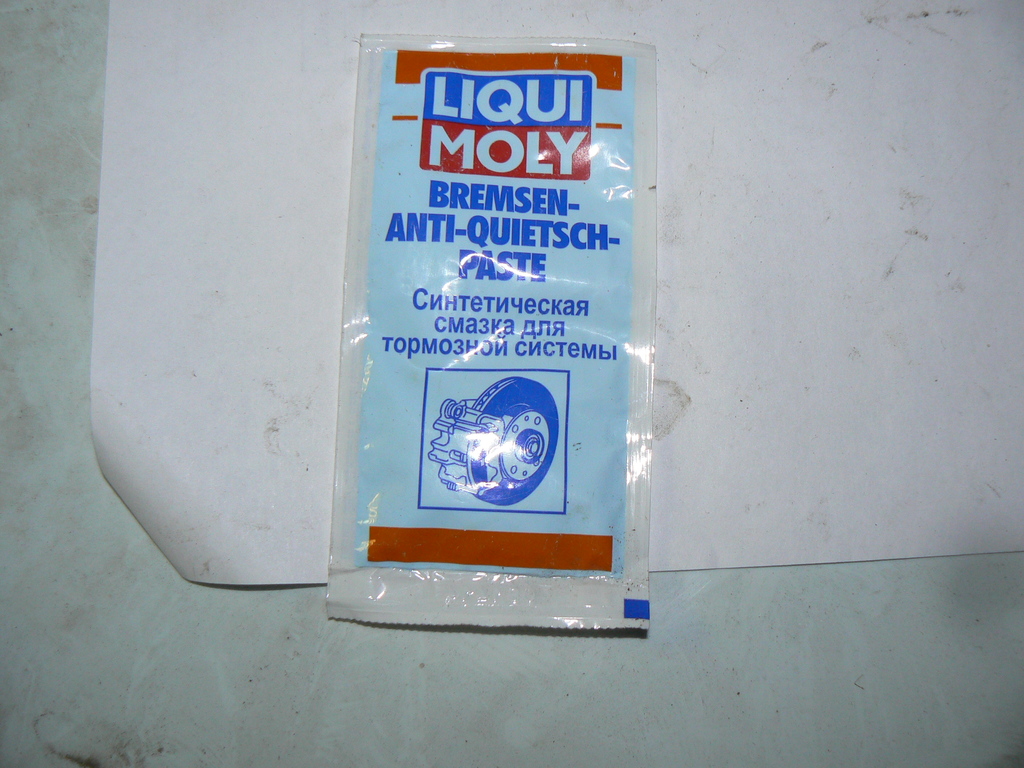 LIQUI
MOLY
BREMSEN-
ANTI-QUIETSCH-
PASTE
Синтетическая
смазка для
тормозной системы